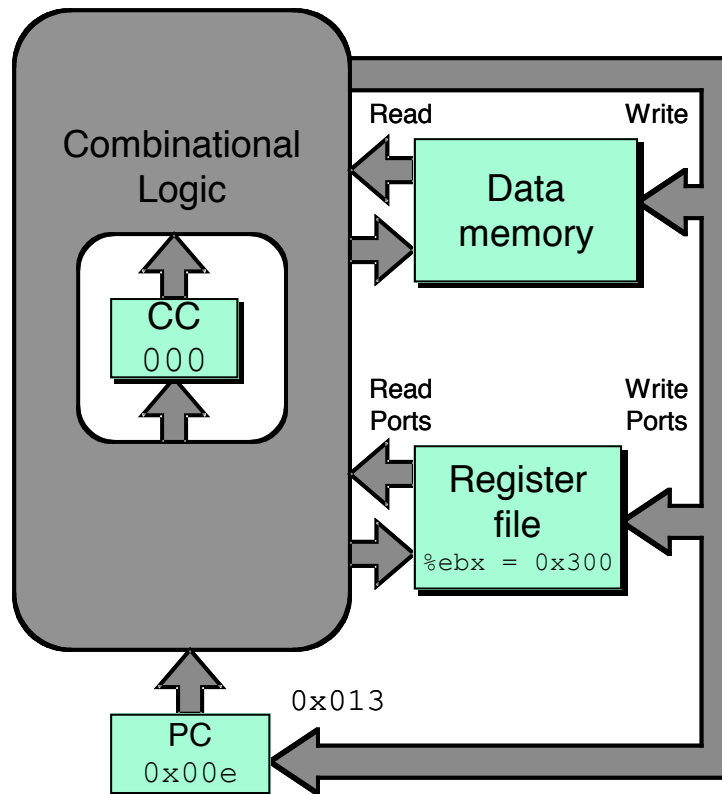 Combinational
Logic
CC
000
Read
Write
Data
memory
Read
Ports
Write
Ports
Register
file
%ebx = 0x300
0x013
PC
0x00e